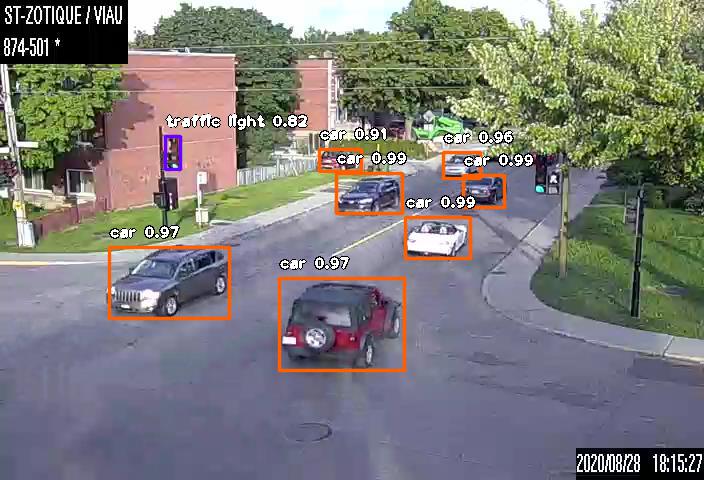 ST-ZOTIQUE / VIAU
874-501 *
traffic light 0.82
car 0.91
car 0.96
car 0.99
car 0.99
car 0.99
car 0.97
car 0.97
2020/08/28 18:15:27